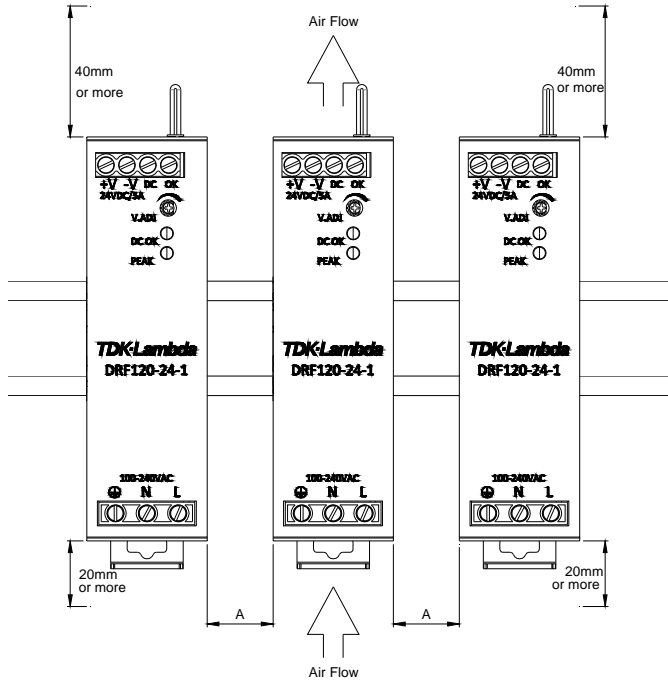 Air Flow
40mm
or more
40mm
or more
+V -V DC OK
24VDC/5A
V.ADJ
DC OK
PEAK
TDK-Lambda
DRF120-24-1
100-240VAC
N L
+V -V DC OK
24VDC/5A
V.ADJ
DC OK
PEAK
TDK-Lambda
DRF120-24-1
100-240VAC
N L
+V -V DC OK
24VDC/5A
V.ADJ
DC OK
PEAK
TDK-Lambda
DRF120-24-1
100-240VAC
N L
20mm
or more
A
A
20mm
or more
Air Flow